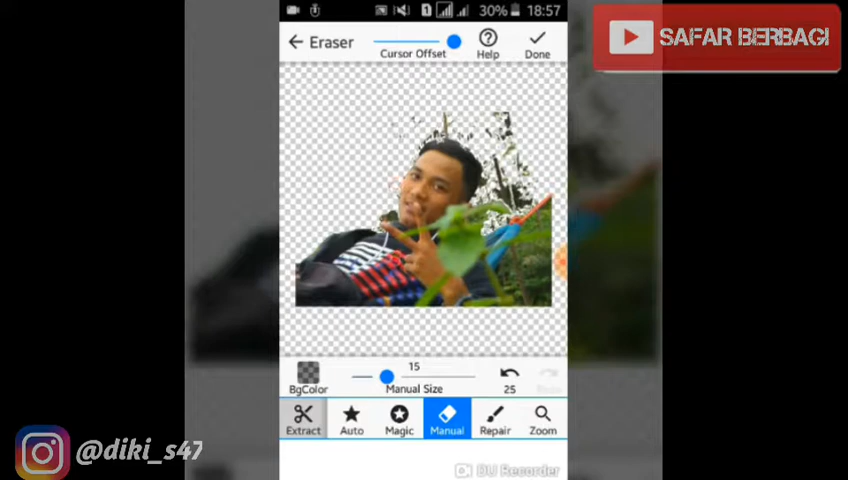 1 30% 18:57
SAFAR BERBAGI
Eraser
Cursor Offset
Help
Done
15
BgColor
Manual Size
25
Extract
Auto
Magic
Manual
Repair
Zoom
@diki_s47
DU Recorder